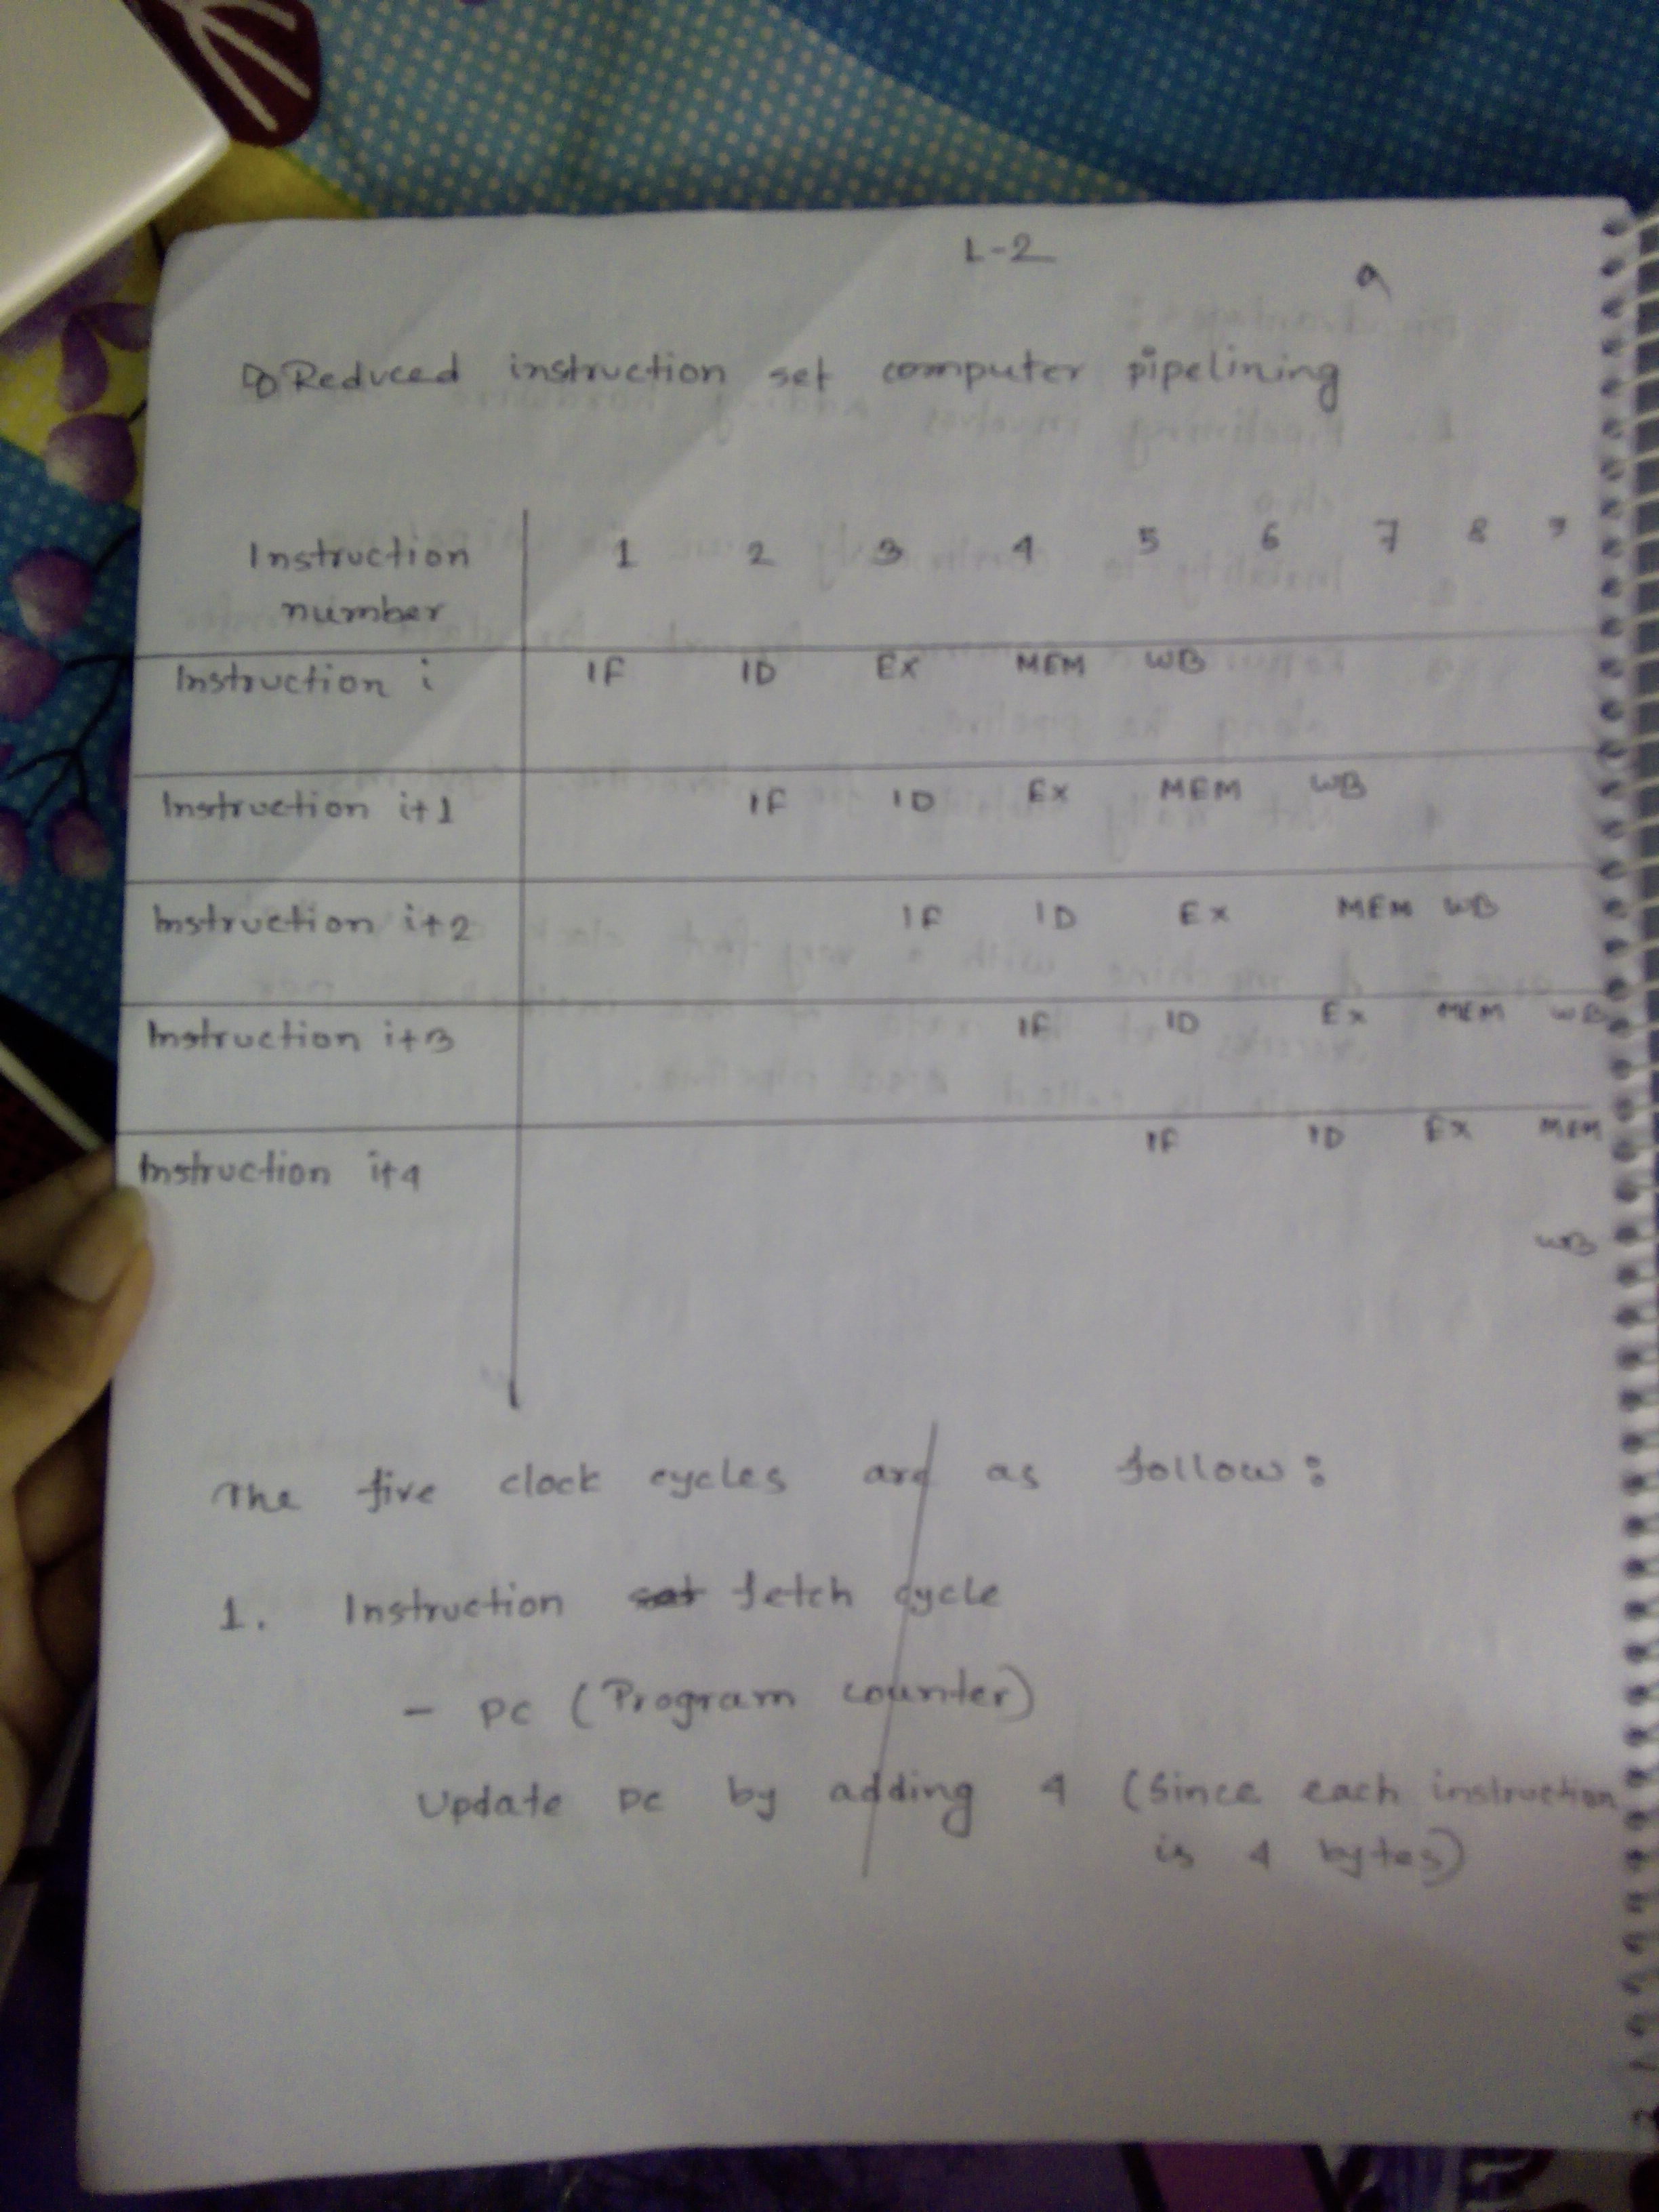 L-2
9
Reduced instruction set computer pipelining
Instruction number 1 2 3 4 5 6 7 8 9
Instruction i IF ID EX MEM WB
Instruction i+1 IF ID EX MEM WB
Instruction i+2 IF ID EX MEM WB
Instruction i+3 IF ID EX MEM WB
Instruction i+4 IF ID EX MEM
WB
The five clock cycles are as follow:
1. Instruction set fetch cycle
- PC (Program counter)
Update PC by adding 4 (Since each instruction
is 4 bytes)